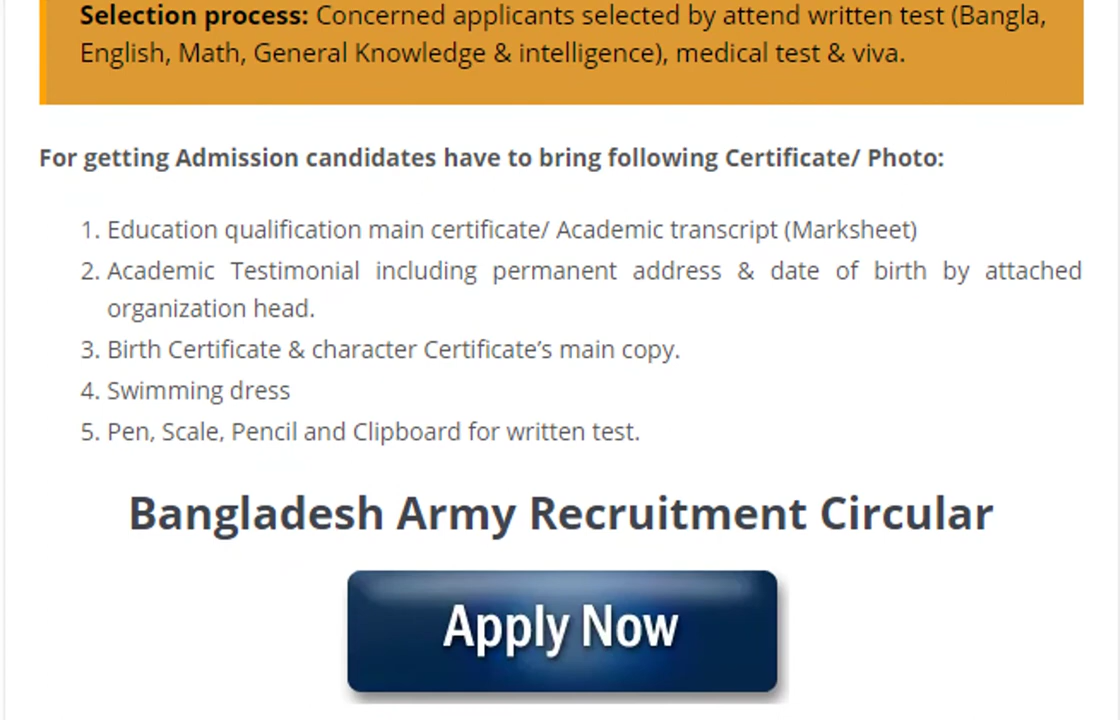 Selection process: Concerned applicants selected by attend written test (Bangla,
English, Math, General Knowledge & intelligence), medical test & viva.
For getting Admission candidates have to bring following Certificate/ Photo:
1. Education qualification main certificate/ Academic transcript (Marksheet)
2. Academic Testimonial including permanent address & date of birth by attached
organization head.
3. Birth Certificate & character Certificate’s main copy.
4. Swimming dress
5. Pen, Scale, Pencil and Clipboard for written test.
Bangladesh Army Recruitment Circular
Apply Now